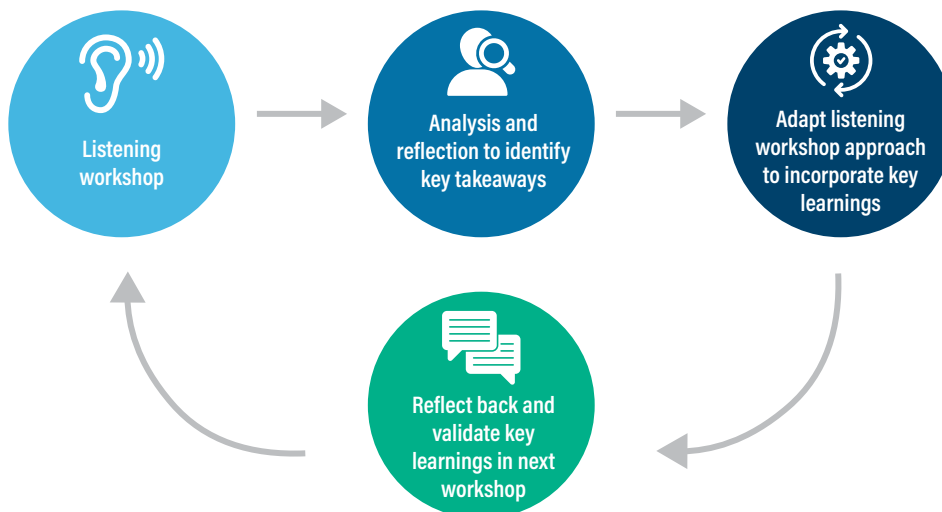 Listening
workshop
Analysis and
reflection to identify
key takeaways
Adapt listening
workshop approach
to incorporate key
learnings
Reflect back and
validate key
learnings in next
workshop